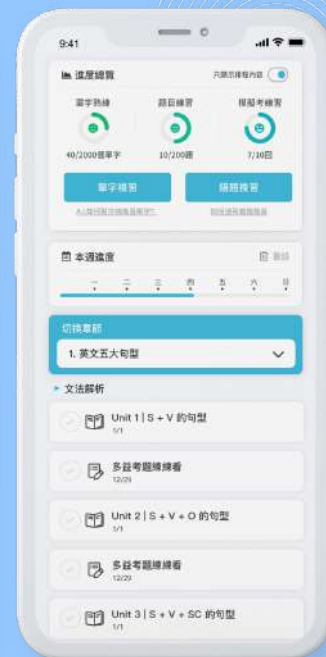 9:41
進度總覽
只顯示課程內容
單字熟練
題目練習
模擬考練習
40/2000個單字
10/200題
7/10回
單字複習
錯題複習
本週進度
一 二 三 四 五 六 日
切換章節
1. 英文五大句型
文法解析
Unit 1 | S + V 的句型
1/1
多益考題練練看
12/29
Unit 2 | S + V + O 的句型
1/1
多益考題練練看
12/29
Unit 3 | S + V + SC 的句型
1/1